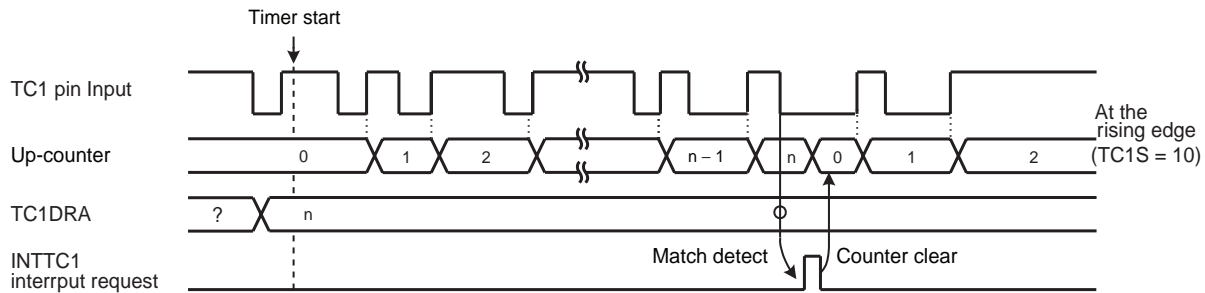 Timer start
TC1 pin Input
At the
rising edge
(TC1S = 10)
Up-counter
0 1 2 n – 1 n 0 1 2
TC1DRA
? n
Match detect Counter clear
INTTC1
interrput request